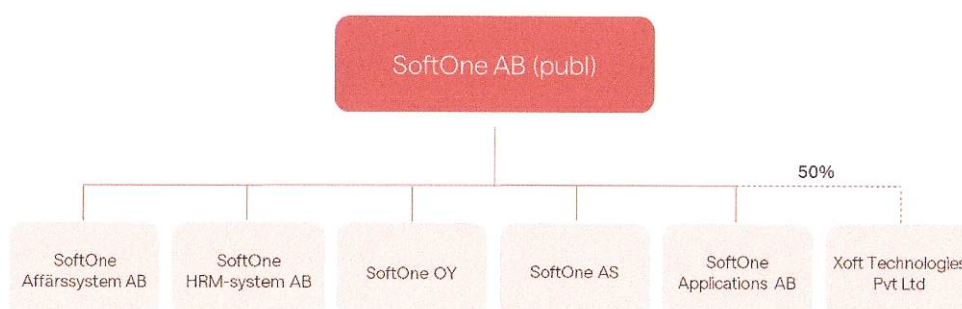 SoftOne AB (publ)
50%
SoftOne
Affärssystem AB
SoftOne
HRM-system AB
SoftOne OY
SoftOne AS
SoftOne
Applications AB
Xoft Technologies
Pvt Ltd